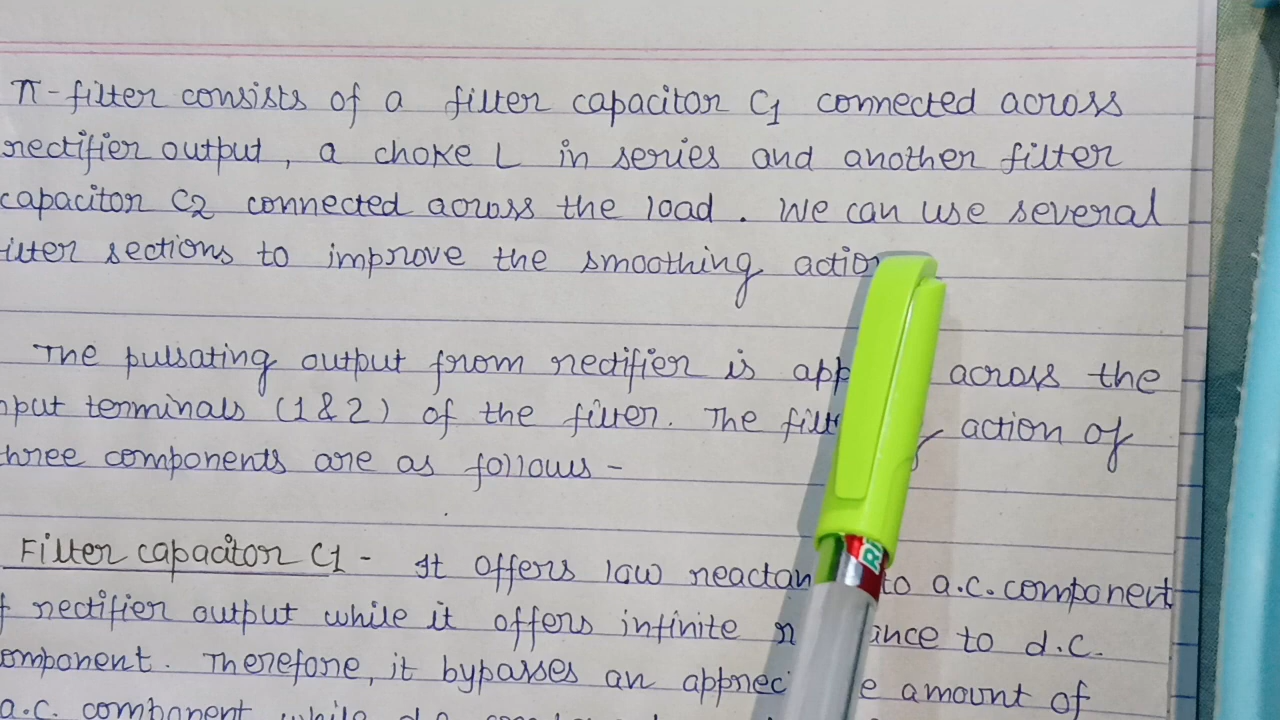 π-filter consists of a filter capacitor C1 connected across
rectifier output, a choke L in series and another filter
capacitor C2 connected across the load. We can use several
filter sections to improve the smoothing action
The pulsating output from rectifier is app across the
input terminals (1&2) of the filter. The filt action of
three components are as follows -
Filter capacitor C1 - It offers low reactan to a.c. component
of rectifier output while it offers infinite r ance to d.c.
component. Therefore, it bypasses an apprec e amount of
a.c. component while d.c.